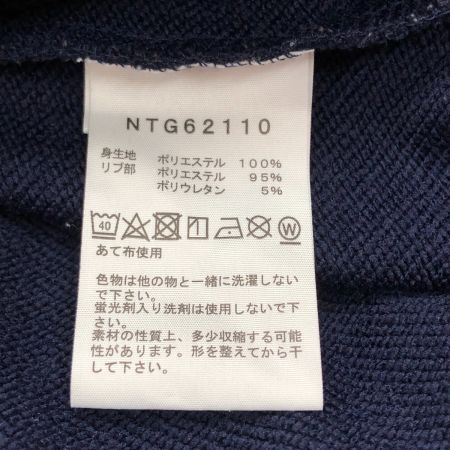 NTG62110
身生地 ポリエステル 100%
リブ部 ポリエステル 95%
ポリウレタン 5%
40 W
あて布使用
色物は他の物と一緒に洗濯しない
で下さい。
蛍光剤入り洗剤は使用しないで下
さい。
素材の性質上、多少収縮する可能
性があります。形を整えてから干
して下さい。